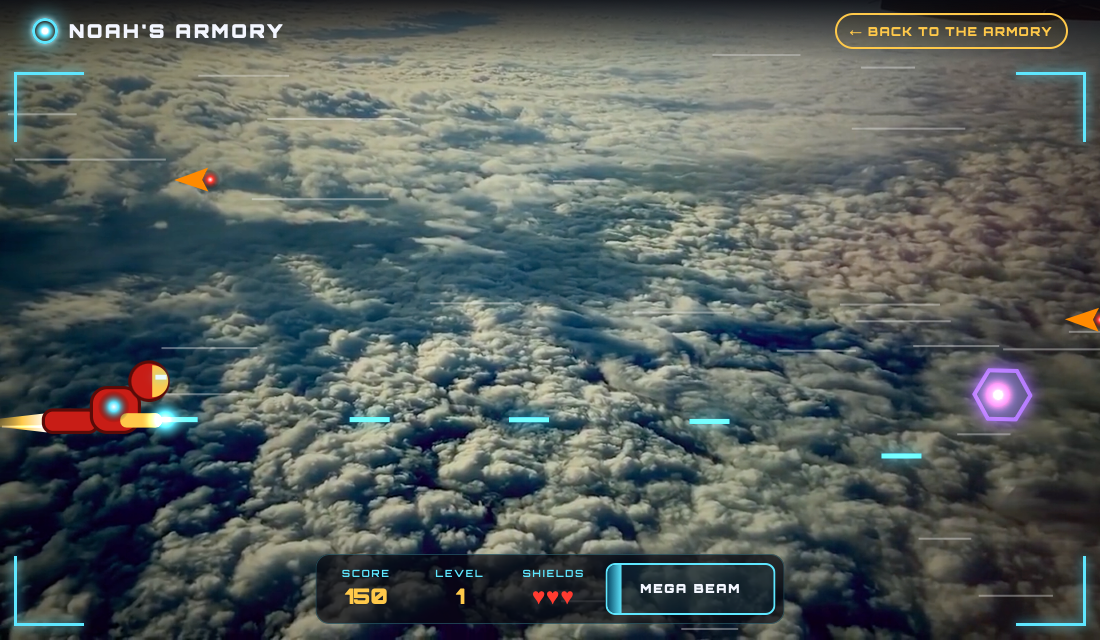 NOAH'S ARMORY
← BACK TO THE ARMORY
SCORE
150
LEVEL
1
SHIELDS
♥♥♥
MEGA BEAM